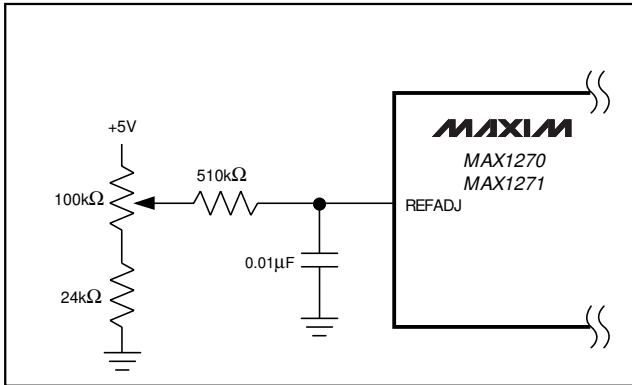 MAXIM
MAX1270
MAX1271
+5V
510kΩ
100kΩ
REFADJ
0.01µF
24kΩ